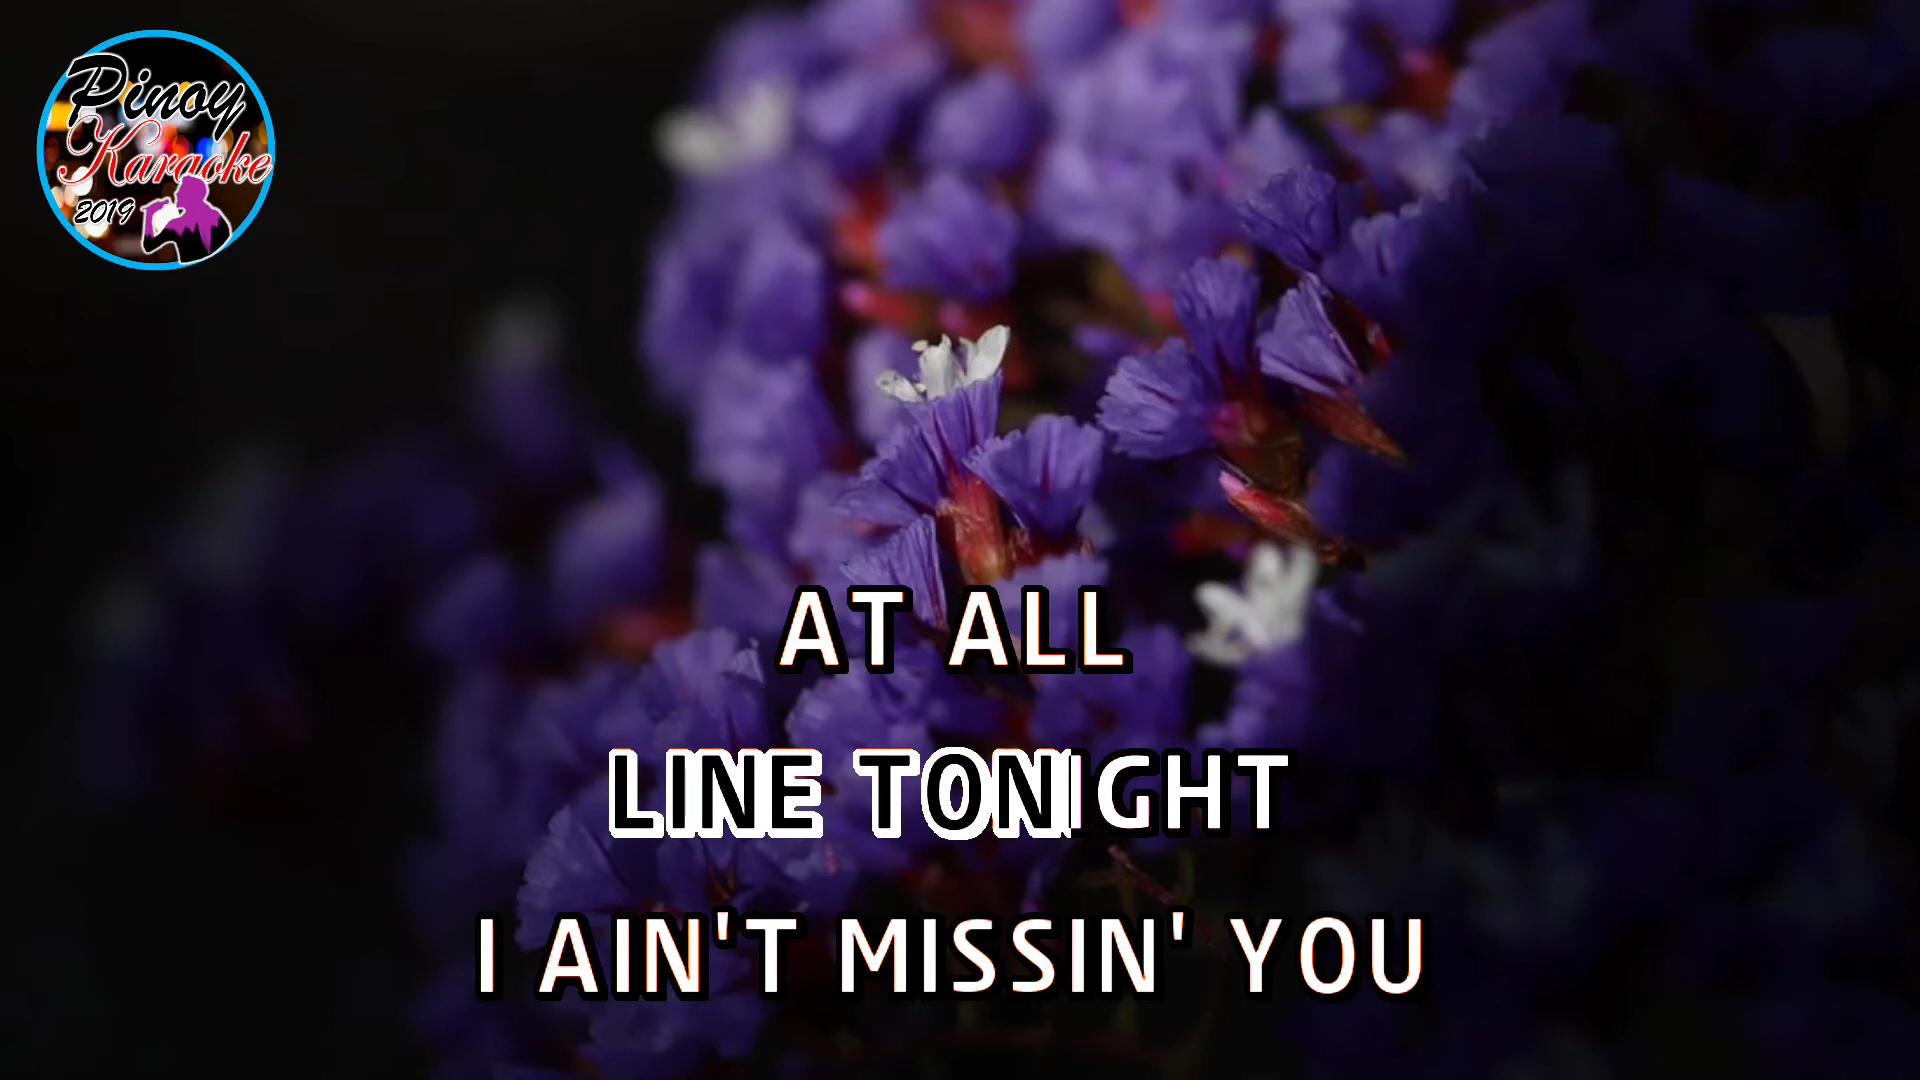 Pinoy
Karaoke
2019
AT ALL
LINE TONIGHT
I AIN'T MISSIN' YOU